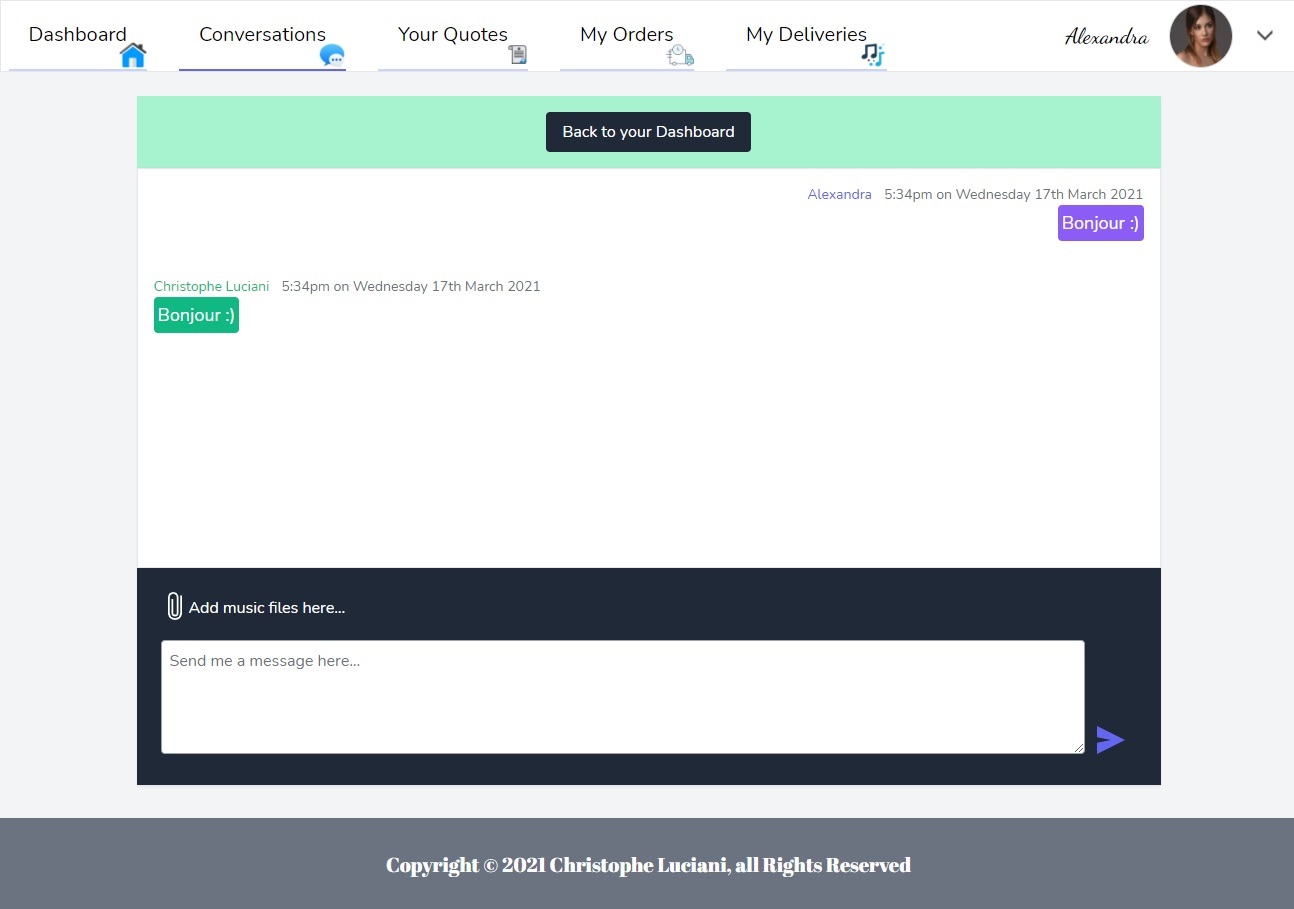 Dashboard Conversations Your Quotes My Orders My Deliveries Alexandra
Back to your Dashboard
Alexandra 5:34pm on Wednesday 17th March 2021
Bonjour :)
Christophe Luciani 5:34pm on Wednesday 17th March 2021
Bonjour :)
Add music files here...
Send me a message here...
Copyright © 2021 Christophe Luciani, all Rights Reserved